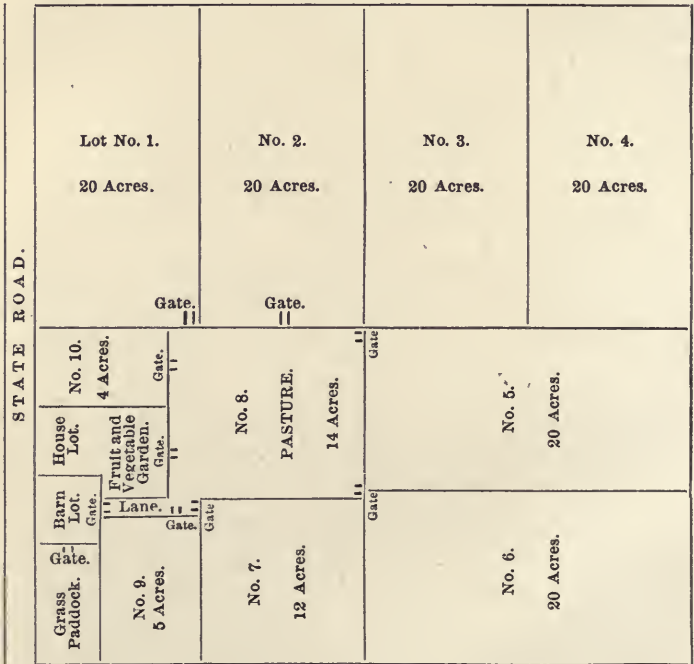 STATE ROAD.
Lot No. 1.
20 Acres.
No. 2.
20 Acres.
No. 3.
20 Acres.
No. 4.
20 Acres.
Gate.
Gate.
No. 10.
4 Acres.
Gate.
Gate
No. 8.
PASTURE.
14 Acres.
No. 5.
20 Acres.
House
Lot.
Fruit and
Vegetable
Garden.
Gate.
Barn
Lot.
Gate.
Lane.
Gate.
Gate
Gate
Gate.
Grass
Paddock.
No. 9.
5 Acres.
No. 7.
12 Acres.
No. 6.
20 Acres.